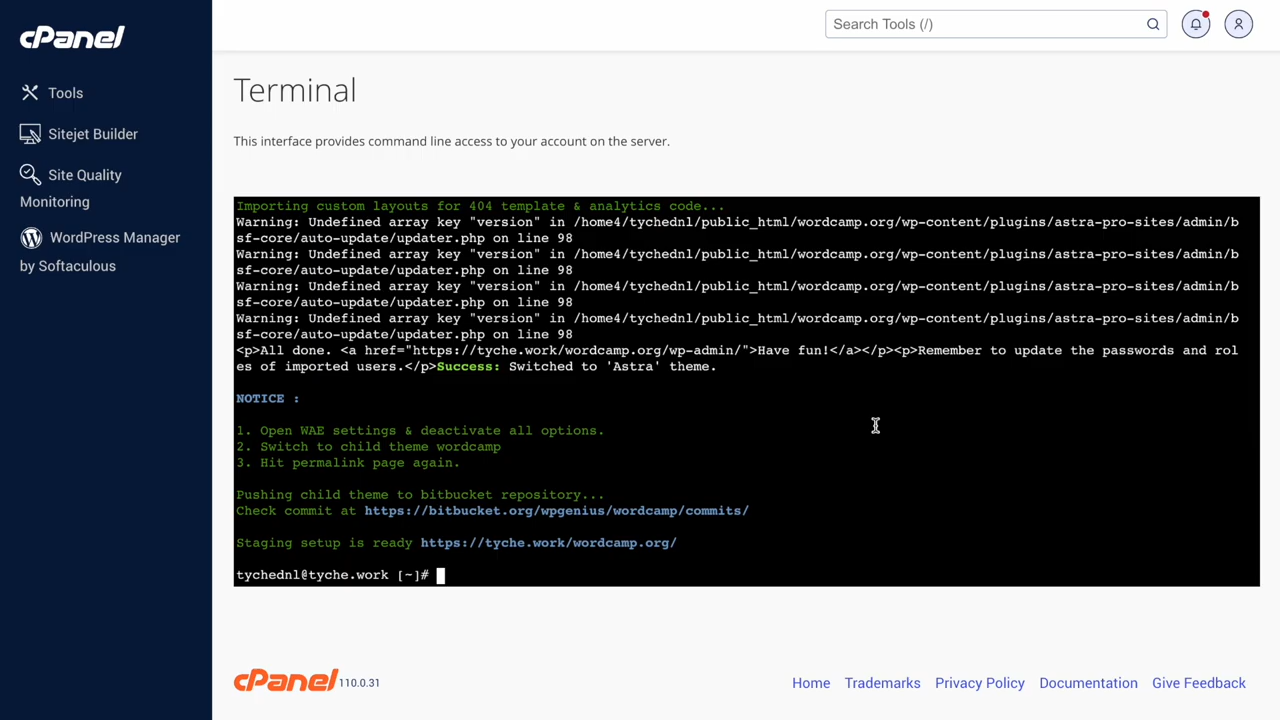 cPanel
Search Tools (/)
Tools
Sitejet Builder
Site Quality
Monitoring
WordPress Manager
by Softaculous
Terminal
This interface provides command line access to your account on the server.
Importing custom layouts for 404 template & analytics code...
Warning: Undefined array key "version" in /home4/tychednl/public_html/wordcamp.org/wp-content/plugins/astra-pro-sites/admin/b
sf-core/auto-update/updater.php on line 98
Warning: Undefined array key "version" in /home4/tychednl/public_html/wordcamp.org/wp-content/plugins/astra-pro-sites/admin/b
sf-core/auto-update/updater.php on line 98
Warning: Undefined array key "version" in /home4/tychednl/public_html/wordcamp.org/wp-content/plugins/astra-pro-sites/admin/b
sf-core/auto-update/updater.php on line 98
Warning: Undefined array key "version" in /home4/tychednl/public_html/wordcamp.org/wp-content/plugins/astra-pro-sites/admin/b
sf-core/auto-update/updater.php on line 98
<p>All done. <a href="https://tyche.work/wordcamp.org/wp-admin/">Have fun!</a></p><p>Remember to update the passwords and rol
es of imported users.</p>Success: Switched to 'Astra' theme.
NOTICE :
1. Open WAE settings & deactivate all options.
2. Switch to child theme wordcamp
3. Hit permalink page again.
Pushing child theme to bitbucket repository...
Check commit at https://bitbucket.org/wpgenius/wordcamp/commits/
Staging setup is ready https://tyche.work/wordcamp.org/
tychednl@tyche.work [~]#
cPanel 110.0.31
Home Trademarks Privacy Policy Documentation Give Feedback